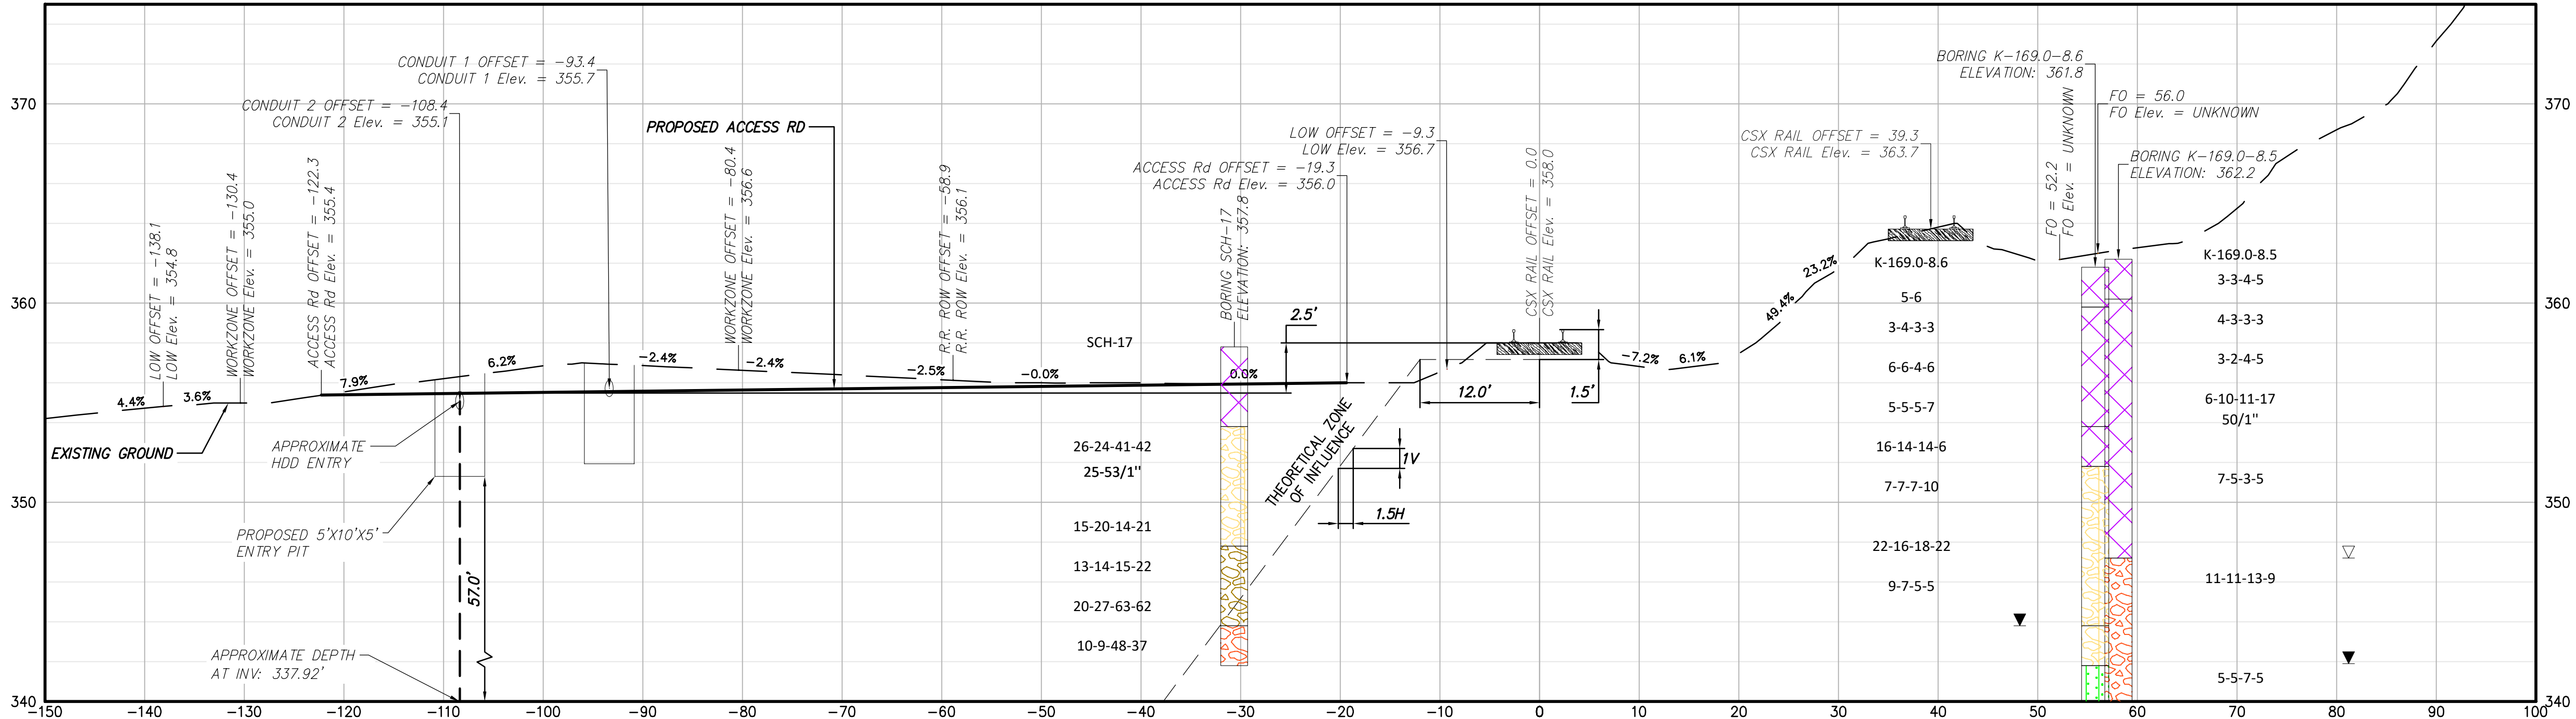 CONDUIT 1 OFFSET = -93.4
CONDUIT 1 Elev. = 355.7
CONDUIT 2 OFFSET = -108.4
CONDUIT 2 Elev. = 355.1
PROPOSED ACCESS RD
LOW OFFSET = -9.3
LOW Elev. = 356.7
ACCESS Rd OFFSET = -19.3
ACCESS Rd Elev. = 356.0
BORING K-169.0-8.6
ELEVATION: 361.8
FO = 56.0
FO Elev. = UNKNOWN
CSX RAIL OFFSET = 39.3
CSX RAIL Elev. = 363.7
BORING K-169.0-8.5
ELEVATION: 362.2
LOW OFFSET = -138.1
LOW Elev. = 354.8
WORKZONE OFFSET = -130.4
WORKZONE Elev. = 355.0
ACCESS Rd OFFSET = -122.3
ACCESS Rd Elev. = 355.4
WORKZONE OFFSET = -80.4
WORKZONE Elev. = 356.6
R.R. ROW OFFSET = -58.9
R.R. ROW Elev. = 356.1
BORING SCH-17
ELEVATION: 357.8
CSX RAIL OFFSET = 0.0
CSX RAIL Elev. = 358.0
FO = 52.2
FO Elev. = UNKNOWN
370
360
350
340
4.4%
3.6%
7.9%
6.2%
-2.4%
-2.4%
-2.5%
-0.0%
0.0%
-7.2%
6.1%
49.4%
23.2%
2.5'
12.0'
1.5'
1V
1.5H
THEORETICAL ZONE
OF INFLUENCE
EXISTING GROUND
APPROXIMATE
HDD ENTRY
PROPOSED 5'X10'X5'
ENTRY PIT
57.0'
APPROXIMATE DEPTH
AT INV: 337.92'
SCH-17
26-24-41-42
25-53/1"
15-20-14-21
13-14-15-22
20-27-63-62
10-9-48-37
K-169.0-8.6
5-6
3-4-3-3
6-6-4-6
5-5-5-7
16-14-14-6
7-7-7-10
22-16-18-22
9-7-5-5
K-169.0-8.5
3-3-4-5
4-3-3-3
3-2-4-5
6-10-11-17
50/1"
7-5-3-5
11-11-13-9
5-5-7-5
370
360
350
340
-150 -140 -130 -120 -110 -100 -90 -80 -70 -60 -50 -40 -30 -20 -10 0 10 20 30 40 50 60 70 80 90 100